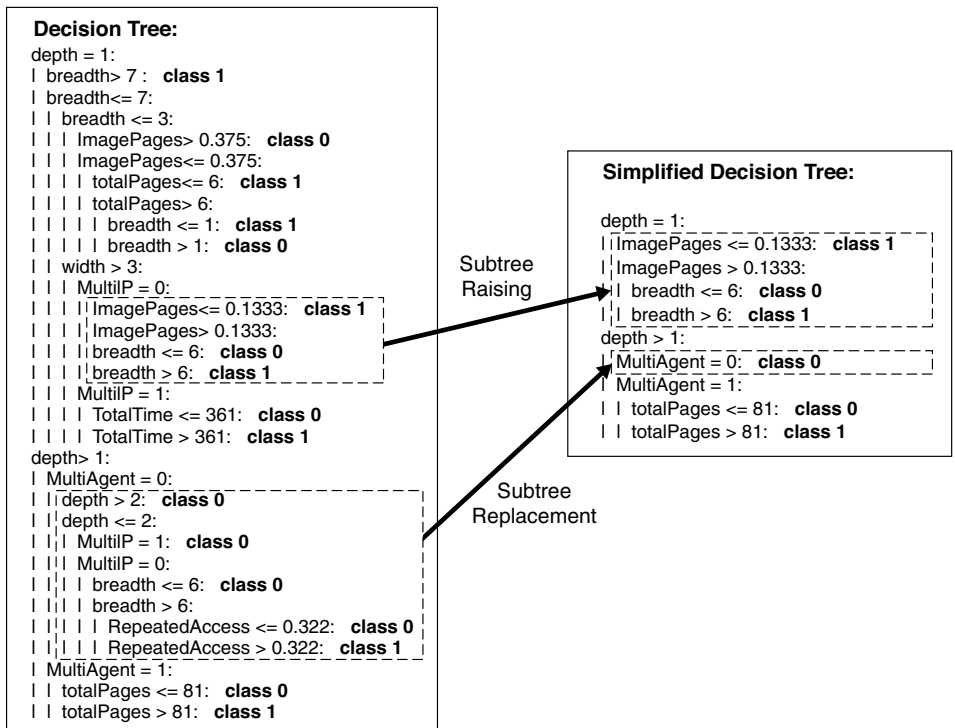 Decision Tree:
depth = 1:
| breadth> 7 : class 1
| breadth<= 7:
| | breadth <= 3:
| | | ImagePages> 0.375: class 0
| | | ImagePages<= 0.375:
| | | | totalPages<= 6: class 1
| | | | totalPages> 6:
| | | | | breadth <= 1: class 1
| | | | | breadth > 1: class 0
| | width > 3:
| | | MultiIP = 0:
| | | | ImagePages<= 0.1333: class 1
| | | | ImagePages> 0.1333:
| | | | breadth <= 6: class 0
| | | | breadth > 6: class 1
| | | MultiIP = 1:
| | | | TotalTime <= 361: class 0
| | | | TotalTime > 361: class 1
depth> 1:
| MultiAgent = 0:
| | depth > 2: class 0
| | depth <= 2:
| | | MultiIP = 1: class 0
| | | MultiIP = 0:
| | | | breadth <= 6: class 0
| | | | breadth > 6:
| | | | | RepeatedAccess <= 0.322: class 0
| | | | | RepeatedAccess > 0.322: class 1
| MultiAgent = 1:
| | totalPages <= 81: class 0
| | totalPages > 81: class 1
Subtree
Raising
Subtree
Replacement
Simplified Decision Tree:
depth = 1:
| ImagePages <= 0.1333: class 1
| ImagePages > 0.1333:
| | breadth <= 6: class 0
| | breadth > 6: class 1
depth > 1:
| MultiAgent = 0: class 0
| MultiAgent = 1:
| | totalPages <= 81: class 0
| | totalPages > 81: class 1